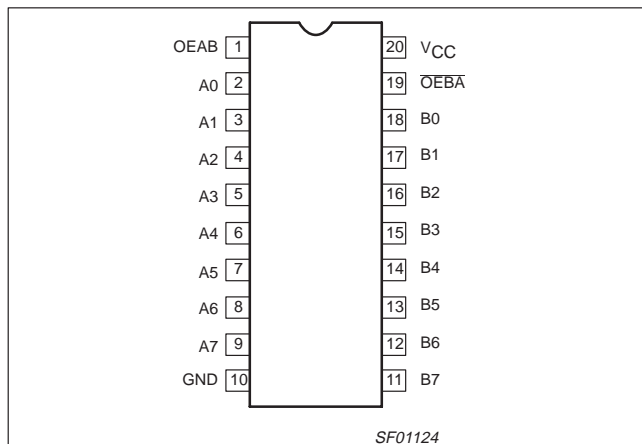 OEAB 1 20 VCC
A0 2 19 O̅E̅B̅A̅
A1 3 18 B0
A2 4 17 B1
A3 5 16 B2
A4 6 15 B3
A5 7 14 B4
A6 8 13 B5
A7 9 12 B6
GND 10 11 B7
SF01124